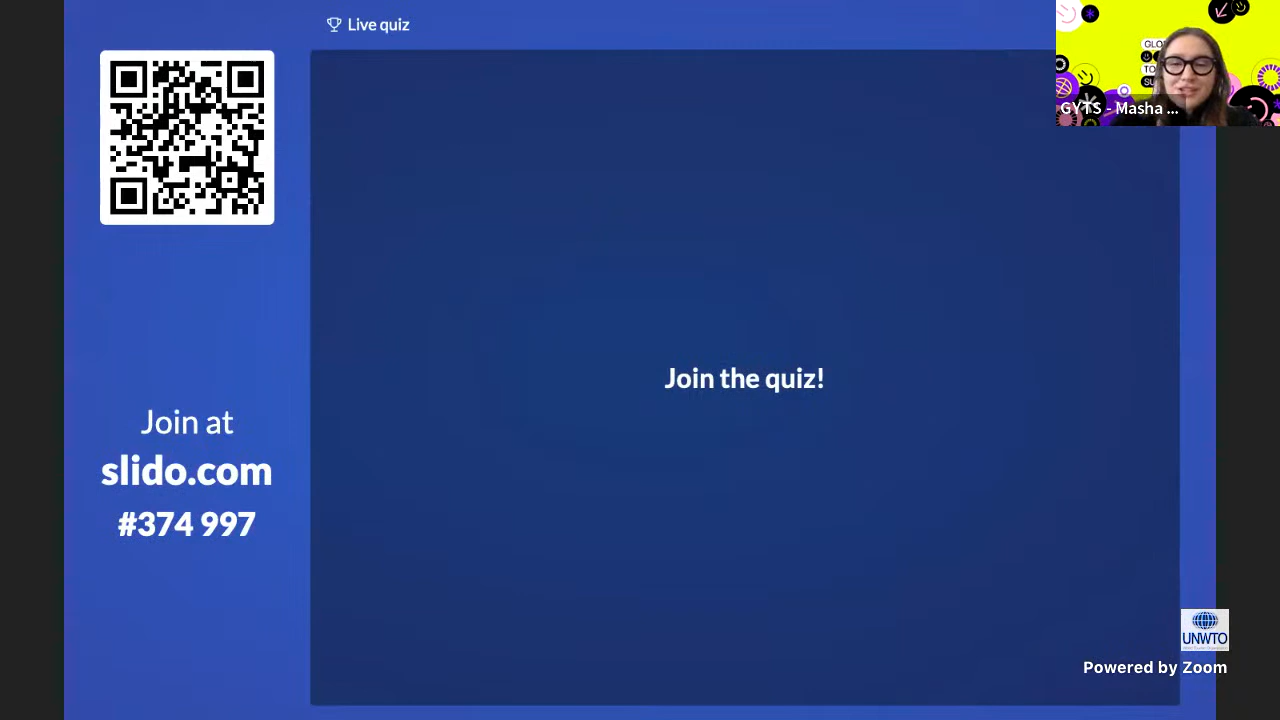 Live quiz
GYTS - Masha ...
Join the quiz!
Join at
slido.com
#374 997
UNWTO
Powered by Zoom